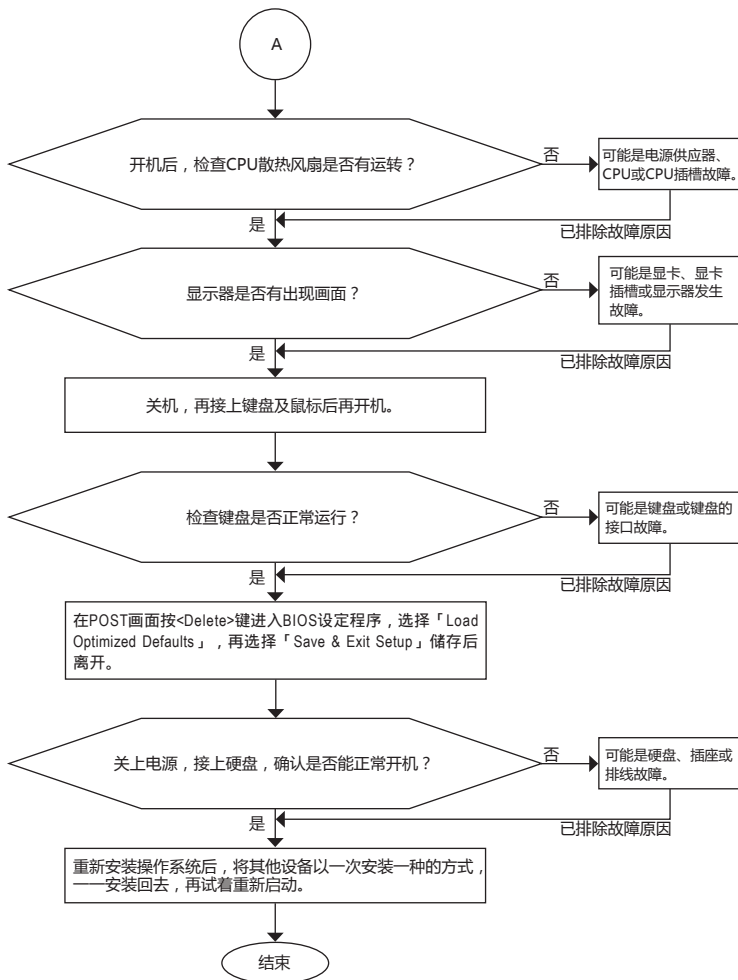 A
开机后，检查CPU散热风扇是否有运转？
否
可能是电源供应器、
CPU或CPU插槽故障。
是
已排除故障原因
显示器是否有出现画面？
否
可能是显卡、显卡
插槽或显示器发生
故障。
是
已排除故障原因
关机，再接上键盘及鼠标后再开机。
检查键盘是否正常运行？
否
可能是键盘或键盘的
接口故障。
是
已排除故障原因
在POST画面按<Delete>键进入BIOS设定程序，选择「Load
Optimized Defaults」，再选择「Save & Exit Setup」储存后
离开。
关上电源，接上硬盘，确认是否能正常开机？
否
可能是硬盘、插座或
排线故障。
是
已排除故障原因
重新安装操作系统后，将其他设备以一次安装一种的方式，
一一安装回去，再试着重新启动。
结束